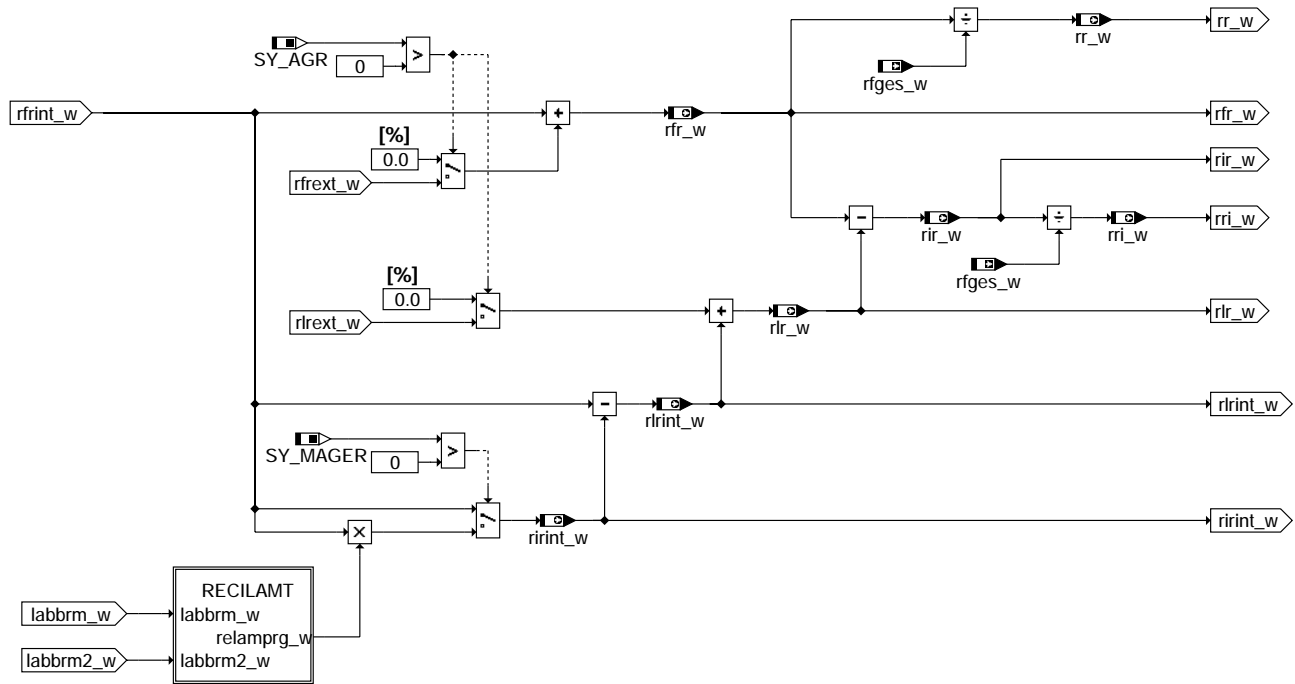 rr_w
rr_w
SY_AGR
>
0
rfges_w
rfrint_w
+
rfr_w
rfr_w
[%]
0.0
rfrext_w
rir_w
-
rir_w
rri_w
rri_w
rfges_w
[%]
0.0
rlrext_w
+
rlr_w
rlr_w
-
rlrint_w
rlrint_w
SY_MAGER
>
0
rirint_w
rirint_w
RECILAMT
labbrm_w
labbrm_w
relamprg_w
labbrm2_w
labbrm2_w